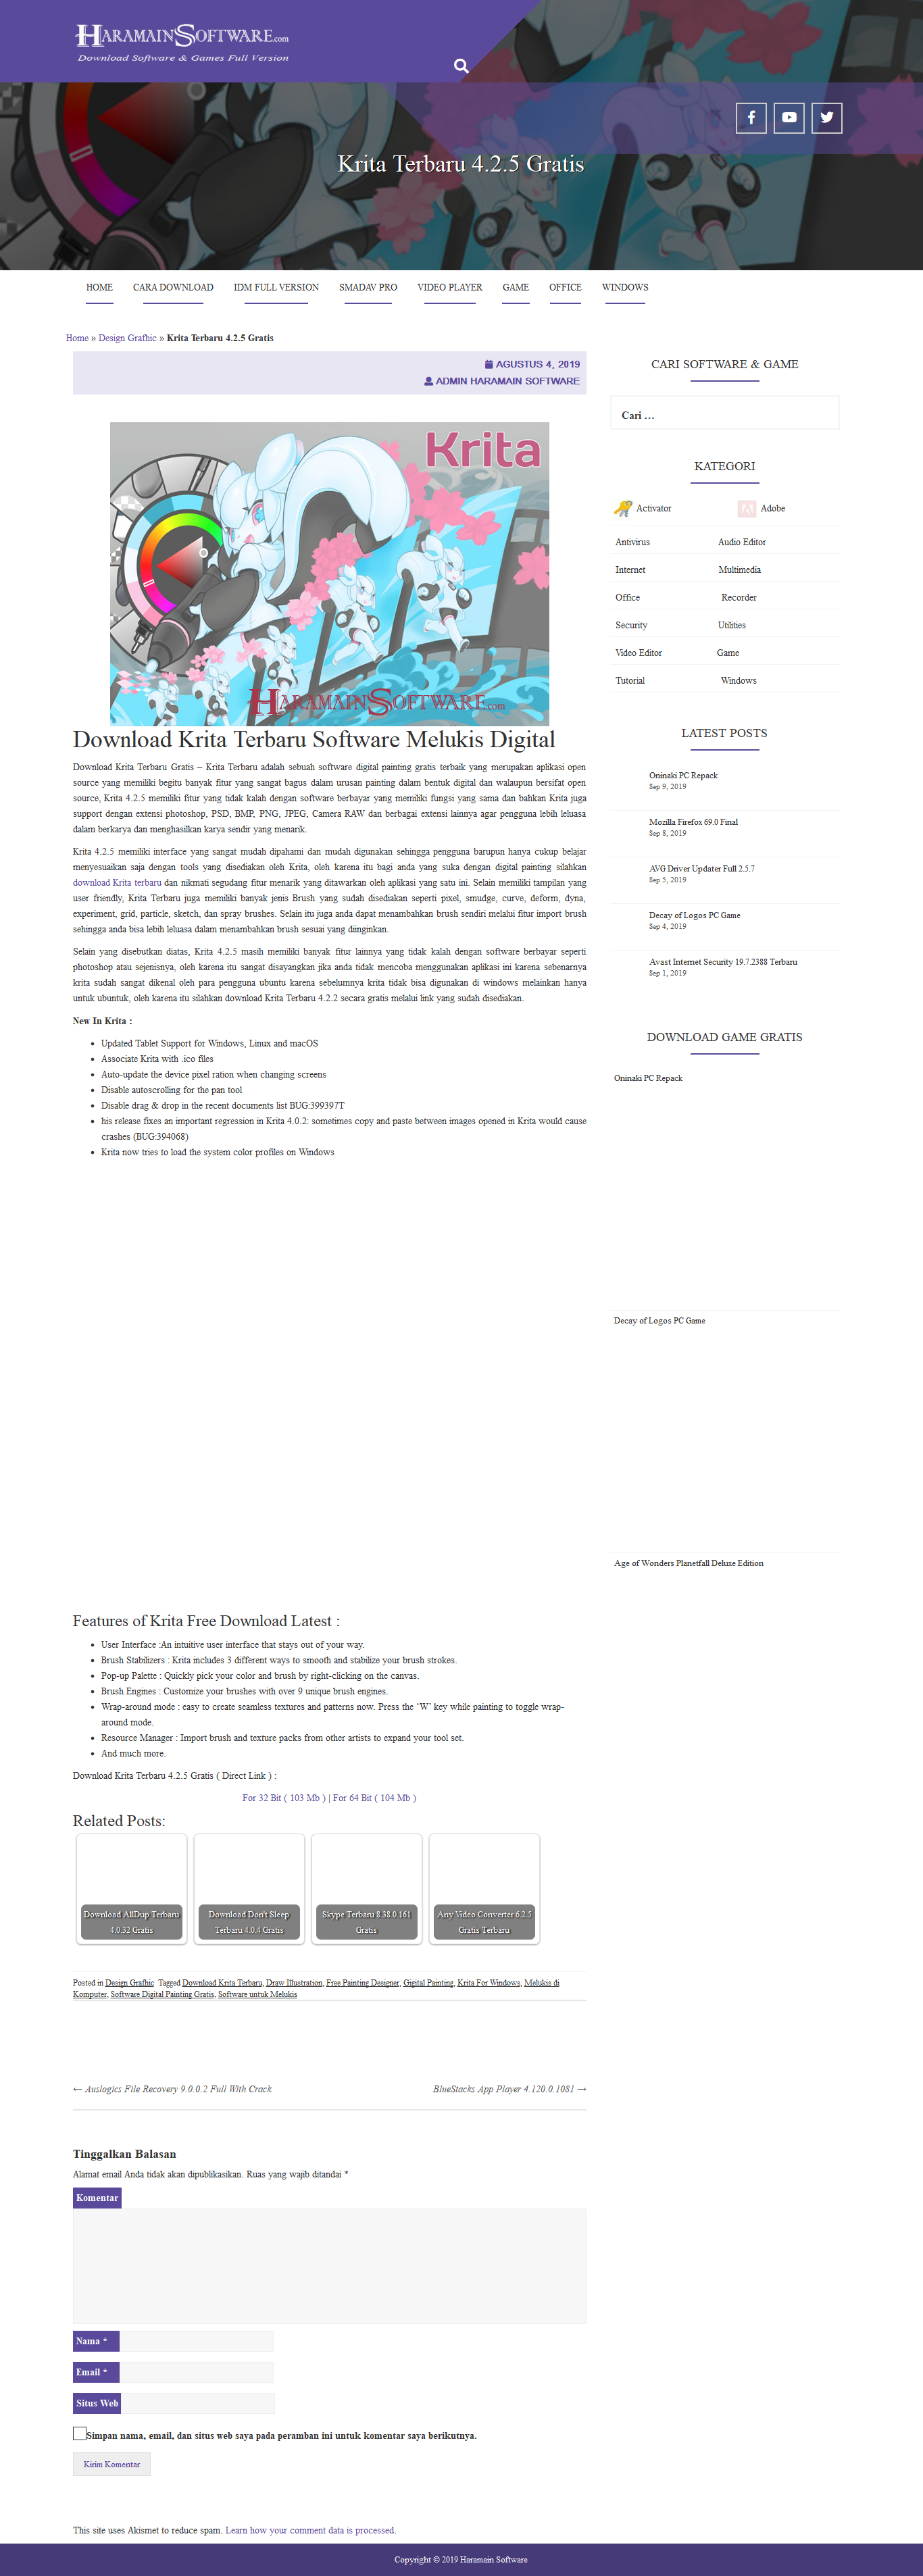 HARAMAINSOFTWARE.com
Download Software & Games Full Version
Krita Terbaru 4.2.5 Gratis
HOME
CARA DOWNLOAD
IDM FULL VERSION
SMADAV PRO
VIDEO PLAYER
GAME
OFFICE
WINDOWS
Home » Design Grafhic » Krita Terbaru 4.2.5 Gratis
AGUSTUS 4, 2019
ADMIN HARAMAIN SOFTWARE
Krita
HARAMAINSOFTWARE.com
Download Krita Terbaru Software Melukis Digital
Download Krita Terbaru Gratis – Krita Terbaru adalah sebuah software digital painting gratis terbaik yang merupakan aplikasi open
source yang memiliki begitu banyak fitur yang sangat bagus dalam urusan painting dalam bentuk digital dan walaupun bersifat open
source, Krita 4.2.5 memiliki fitur yang tidak kalah dengan software berbayar yang memiliki fungsi yang sama dan bahkan Krita juga
support dengan extensi photoshop, PSD, BMP, PNG, JPEG, Camera RAW dan berbagai extensi lainnya agar pengguna lebih leluasa
dalam berkarya dan menghasilkan karya sendir yang menarik.
Krita 4.2.5 memiliki interface yang sangat mudah dipahami dan mudah digunakan sehingga pengguna barupun hanya cukup belajar
menyesuaikan saja dengan tools yang disediakan oleh Krita, oleh karena itu bagi anda yang suka dengan digital painting silahkan
download Krita terbaru dan nikmati segudang fitur menarik yang ditawarkan oleh aplikasi yang satu ini. Selain memiliki tampilan yang
user friendly, Krita Terbaru juga memiliki banyak jenis Brush yang sudah disediakan seperti pixel, smudge, curve, deform, dyna,
experiment, grid, particle, sketch, dan spray brushes. Selain itu juga anda dapat menambahkan brush sendiri melalui fitur import brush
sehingga anda bisa lebih leluasa dalam menambahkan brush sesuai yang diinginkan.
Selain yang disebutkan diatas, Krita 4.2.5 masih memiliki banyak fitur lainnya yang tidak kalah dengan software berbayar seperti
photoshop atau sejenisnya, oleh karena itu sangat disayangkan jika anda tidak mencoba menggunakan aplikasi ini karena sebenarnya
krita sudah sangat dikenal oleh para pengguna ubuntu karena sebelumnya krita tidak bisa digunakan di windows melainkan hanya
untuk ubuntuk, oleh karena itu silahkan download Krita Terbaru 4.2.2 secara gratis melalui link yang sudah disediakan.
New In Krita :
Updated Tablet Support for Windows, Linux and macOS
Associate Krita with .ico files
Auto-update the device pixel ration when changing screens
Disable autoscrolling for the pan tool
Disable drag & drop in the recent documents list BUG:399397T
his release fixes an important regression in Krita 4.0.2: sometimes copy and paste between images opened in Krita would cause
crashes (BUG:394068)
Krita now tries to load the system color profiles on Windows
Features of Krita Free Download Latest :
User Interface :An intuitive user interface that stays out of your way.
Brush Stabilizers : Krita includes 3 different ways to smooth and stabilize your brush strokes.
Pop-up Palette : Quickly pick your color and brush by right-clicking on the canvas.
Brush Engines : Customize your brushes with over 9 unique brush engines.
Wrap-around mode : easy to create seamless textures and patterns now. Press the ‘W’ key while painting to toggle wrap-
around mode.
Resource Manager : Import brush and texture packs from other artists to expand your tool set.
And much more.
Download Krita Terbaru 4.2.5 Gratis ( Direct Link ) :
For 32 Bit ( 103 Mb ) | For 64 Bit ( 104 Mb )
Related Posts:
Download AllDup Terbaru
4.0.32 Gratis
Download Don't Sleep
Terbaru 4.0.4 Gratis
Skype Terbaru 8.38.0.161
Gratis
Any Video Converter 6.2.5
Gratis Terbaru
Posted in Design Grafhic Tagged Download Krita Terbaru, Draw Illustration, Free Painting Designer, Gigital Painting, Krita For Windows, Melukis di
Komputer, Software Digital Painting Gratis, Software untuk Melukis
← Auslogics File Recovery 9.0.0.2 Full With Crack
BlueStacks App Player 4.120.0.1081 →
Tinggalkan Balasan
Alamat email Anda tidak akan dipublikasikan. Ruas yang wajib ditandai *
Komentar
Nama *
Email *
Situs Web
Simpan nama, email, dan situs web saya pada peramban ini untuk komentar saya berikutnya.
Kirim Komentar
This site uses Akismet to reduce spam. Learn how your comment data is processed.
CARI SOFTWARE & GAME
Cari …
KATEGORI
Activator
Adobe
Antivirus
Audio Editor
Internet
Multimedia
Office
Recorder
Security
Utilities
Video Editor
Game
Tutorial
Windows
LATEST POSTS
Oninaki PC Repack
Sep 9, 2019
Mozilla Firefox 69.0 Final
Sep 8, 2019
AVG Driver Updater Full 2.5.7
Sep 5, 2019
Decay of Logos PC Game
Sep 4, 2019
Avast Internet Security 19.7.2388 Terbaru
Sep 1, 2019
DOWNLOAD GAME GRATIS
Oninaki PC Repack
Decay of Logos PC Game
Age of Wonders Planetfall Deluxe Edition
Copyright © 2019 Haramain Software